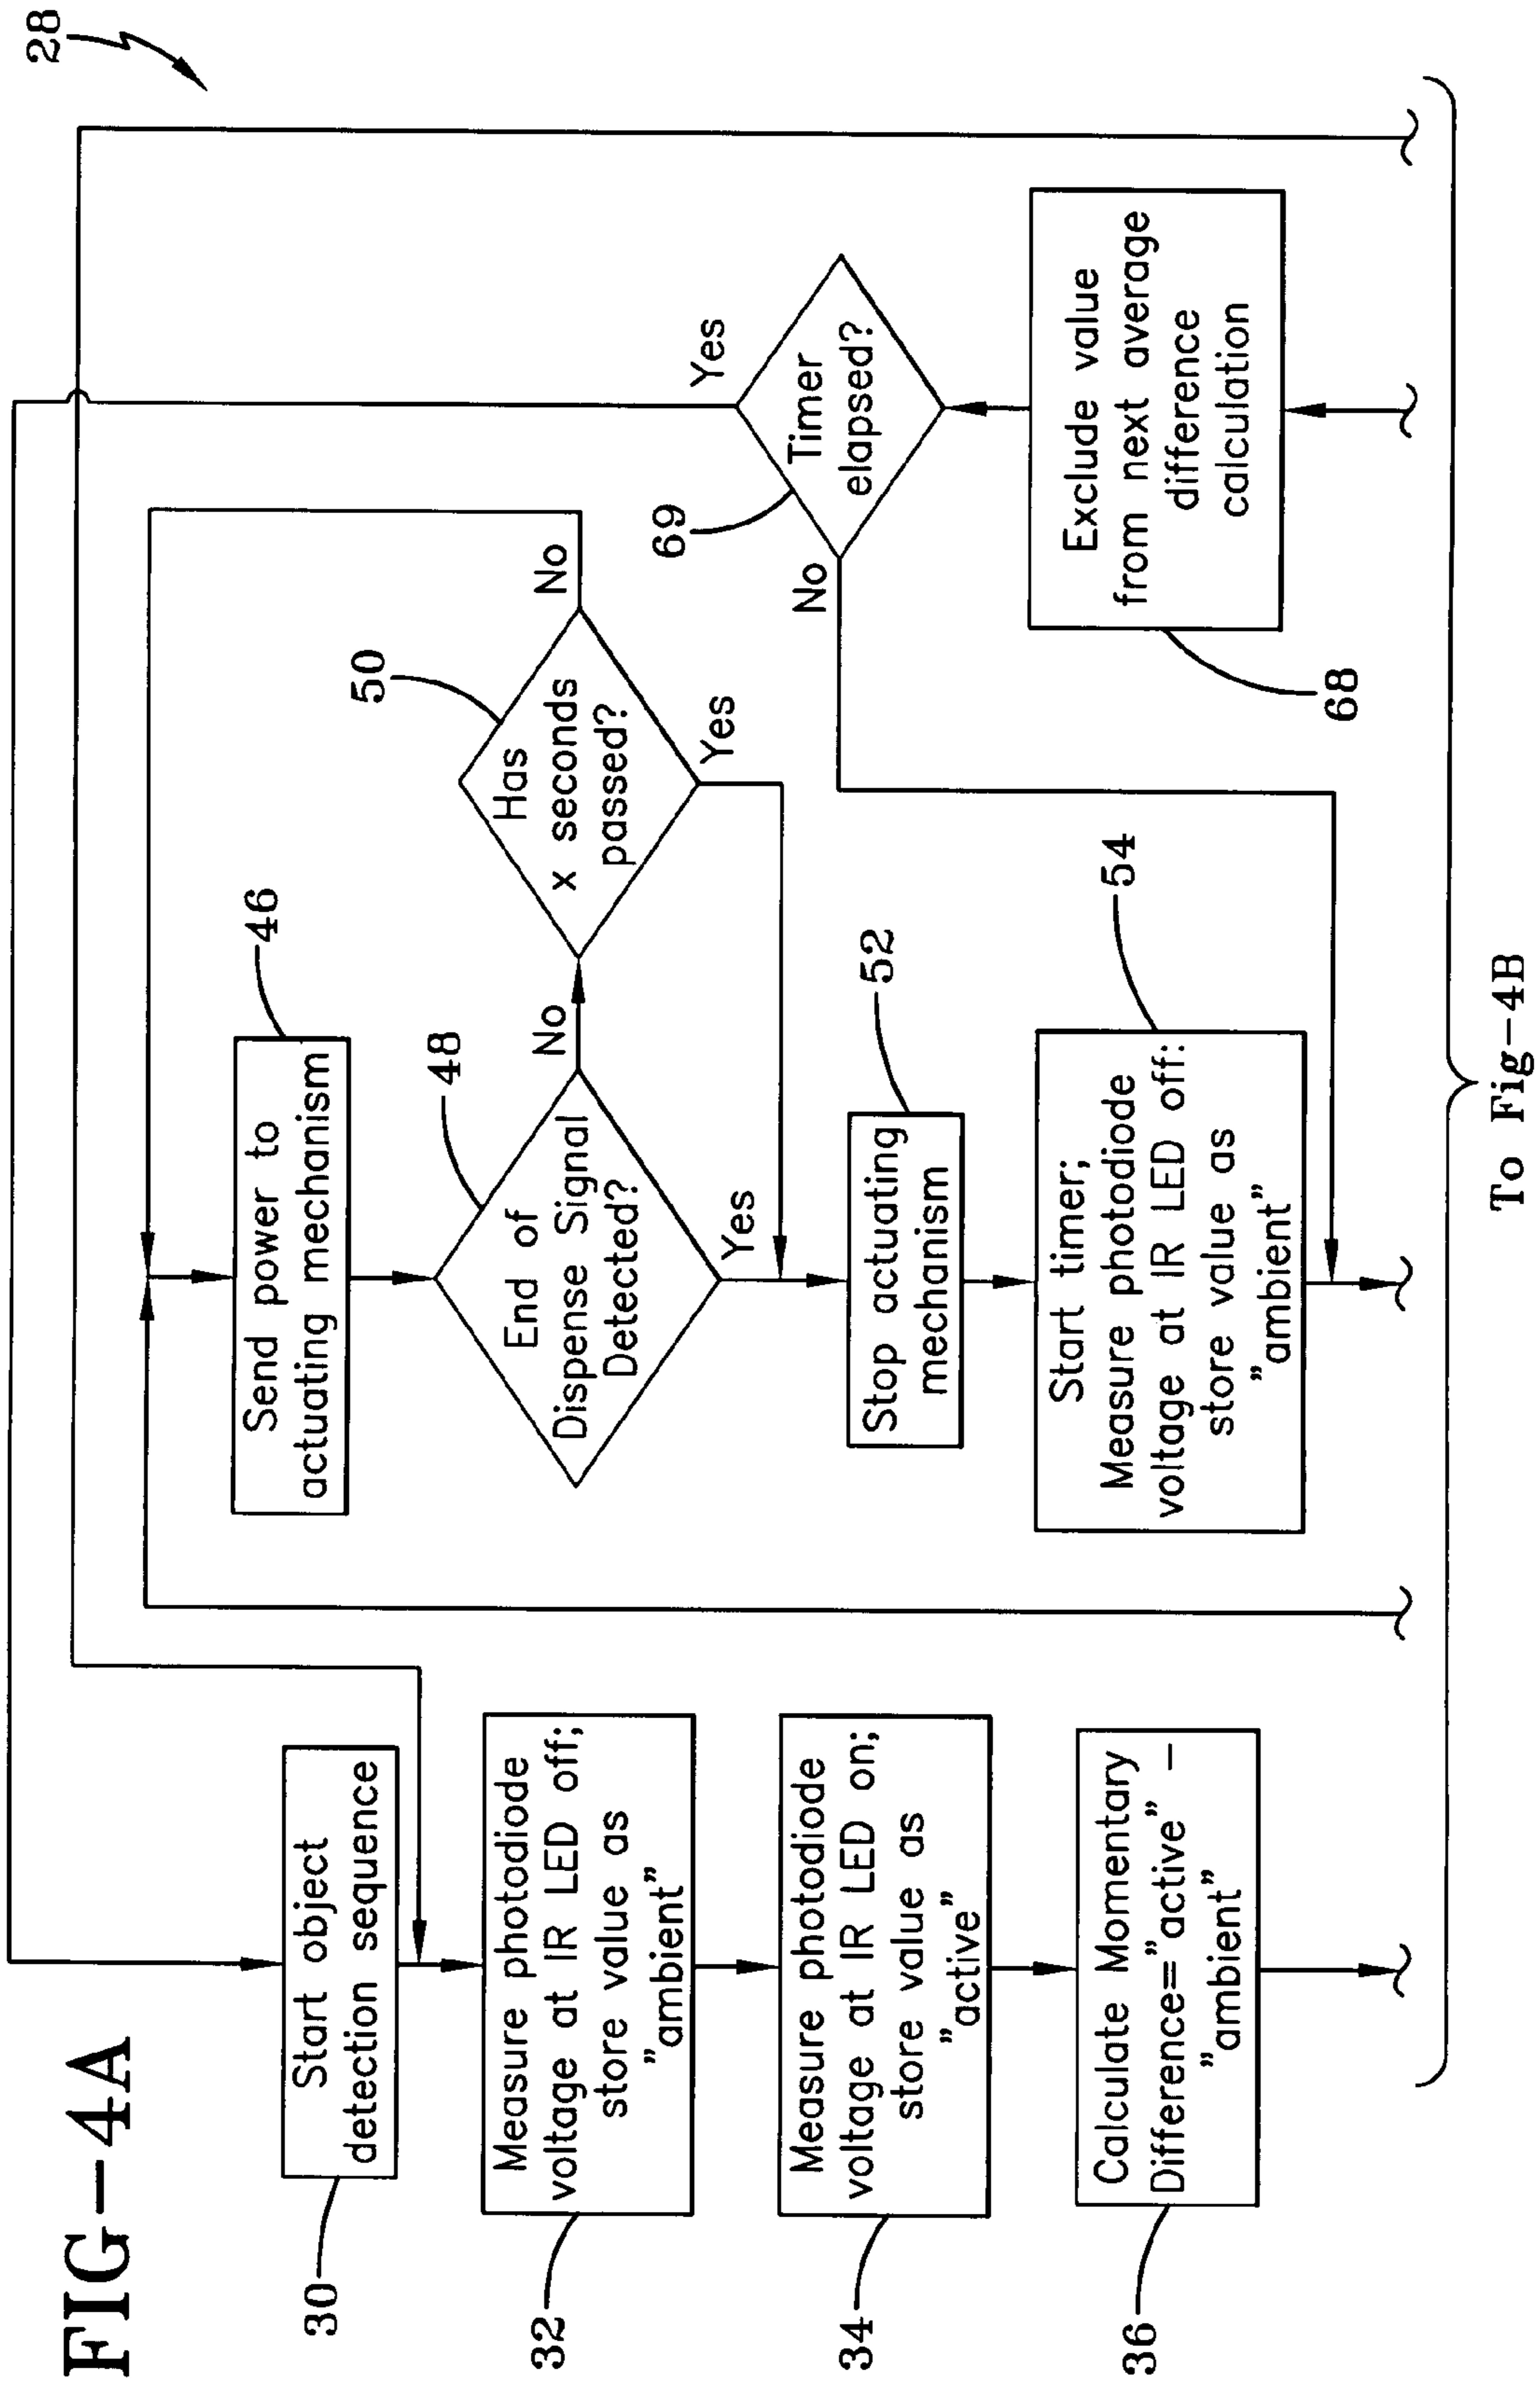 FIG-4A
28
30
Start object
detection sequence
32
Measure photodiode
voltage at IR LED off;
store value as
"ambient"
34
Measure photodiode
voltage at IR LED on;
store value as
"active"
36
Calculate Momentary
Difference="active" –
"ambient"
46
Send power to
actuating mechanism
48
End of
Dispense Signal
Detected?
No
Yes
50
Has
x seconds
passed?
No
Yes
52
Stop actuating
mechanism
54
Start timer;
Measure photodiode
voltage at IR LED off:
store value as
"ambient"
69
Timer
elapsed?
Yes
No
68
Exclude value
from next average
difference
calculation
To Fig-4B